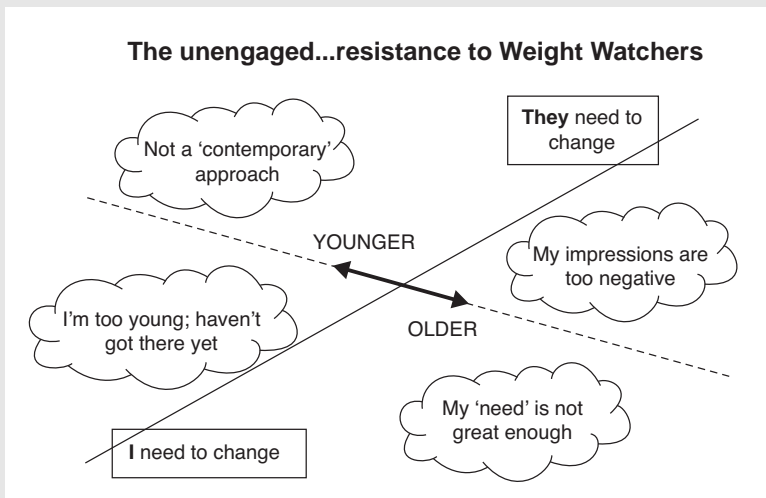 The unengaged...resistance to Weight Watchers
They need to
change
Not a ‘contemporary’
approach
YOUNGER
My impressions are
too negative
I’m too young; haven’t
got there yet
OLDER
My ‘need’ is not
great enough
I need to change